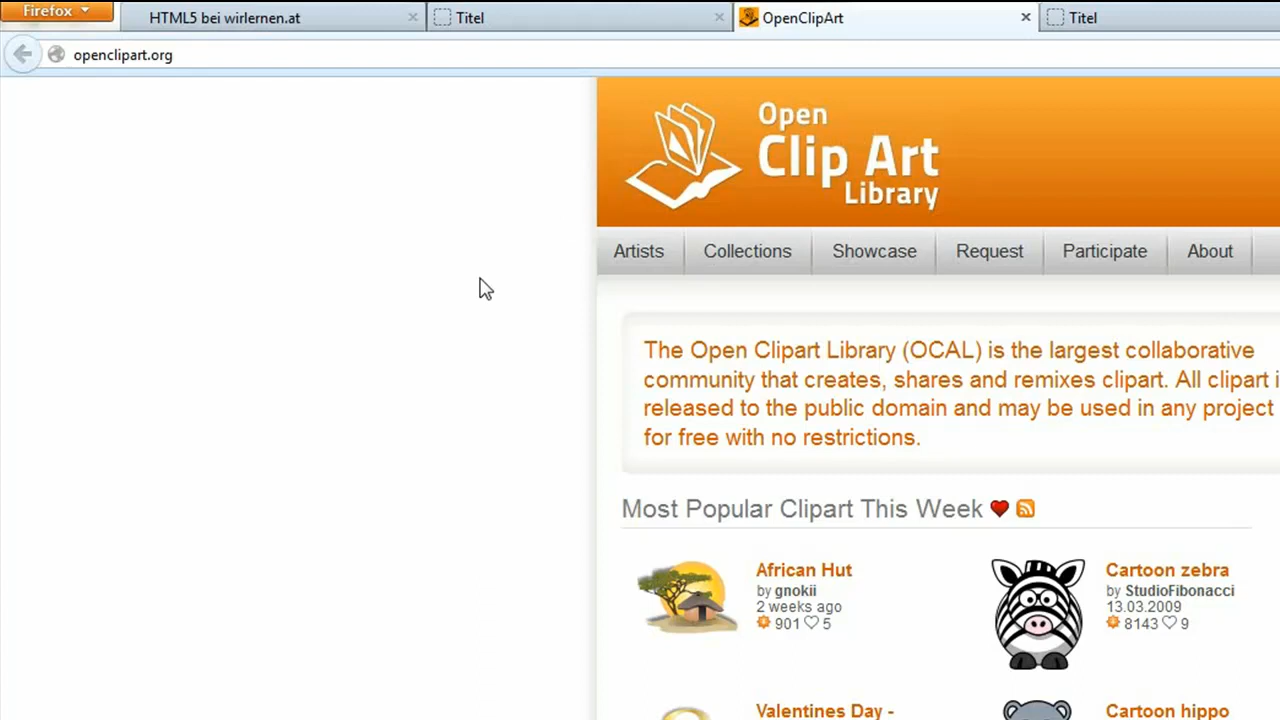 Firefox
HTML5 bei wirlernen.at
Titel
OpenClipArt
Titel
openclipart.org
Open
Clip Art
Library
Artists
Collections
Showcase
Request
Participate
About
The Open Clipart Library (OCAL) is the largest collaborative
community that creates, shares and remixes clipart. All clipart i
released to the public domain and may be used in any project
for free with no restrictions.
Most Popular Clipart This Week
African Hut
by gnokii
2 weeks ago
901 5
Cartoon zebra
by StudioFibonacci
13.03.2009
8143 9
Valentines Day -
Cartoon hippo